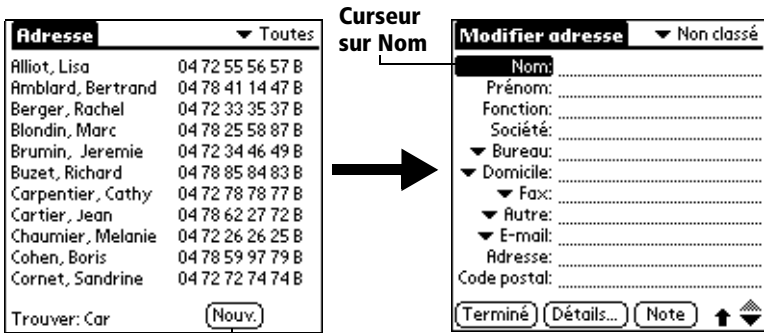 Adresse
Toutes
Alliot, Lisa 04 72 55 56 57 B
Amblard, Bertrand 04 78 41 14 47 B
Berger, Rachel 04 72 33 35 37 B
Blondin, Marc 04 78 25 58 87 B
Brumin, Jeremie 04 72 34 46 49 B
Buzet, Richard 04 78 85 84 83 B
Carpentier, Cathy 04 72 78 78 77 B
Cartier, Jean 04 78 62 27 72 B
Chaumier, Melanie 04 72 26 26 25 B
Cohen, Boris 04 78 59 97 79 B
Cornet, Sandrine 04 72 72 74 74 B
Trouver: Car
Nouv.
Curseur
sur Nom
Modifier adresse
Non classé
Nom:
Prénom:
Fonction:
Société:
Bureau:
Domicile:
Fax:
Autre:
E-mail:
Adresse:
Code postal:
Terminé Détails... Note